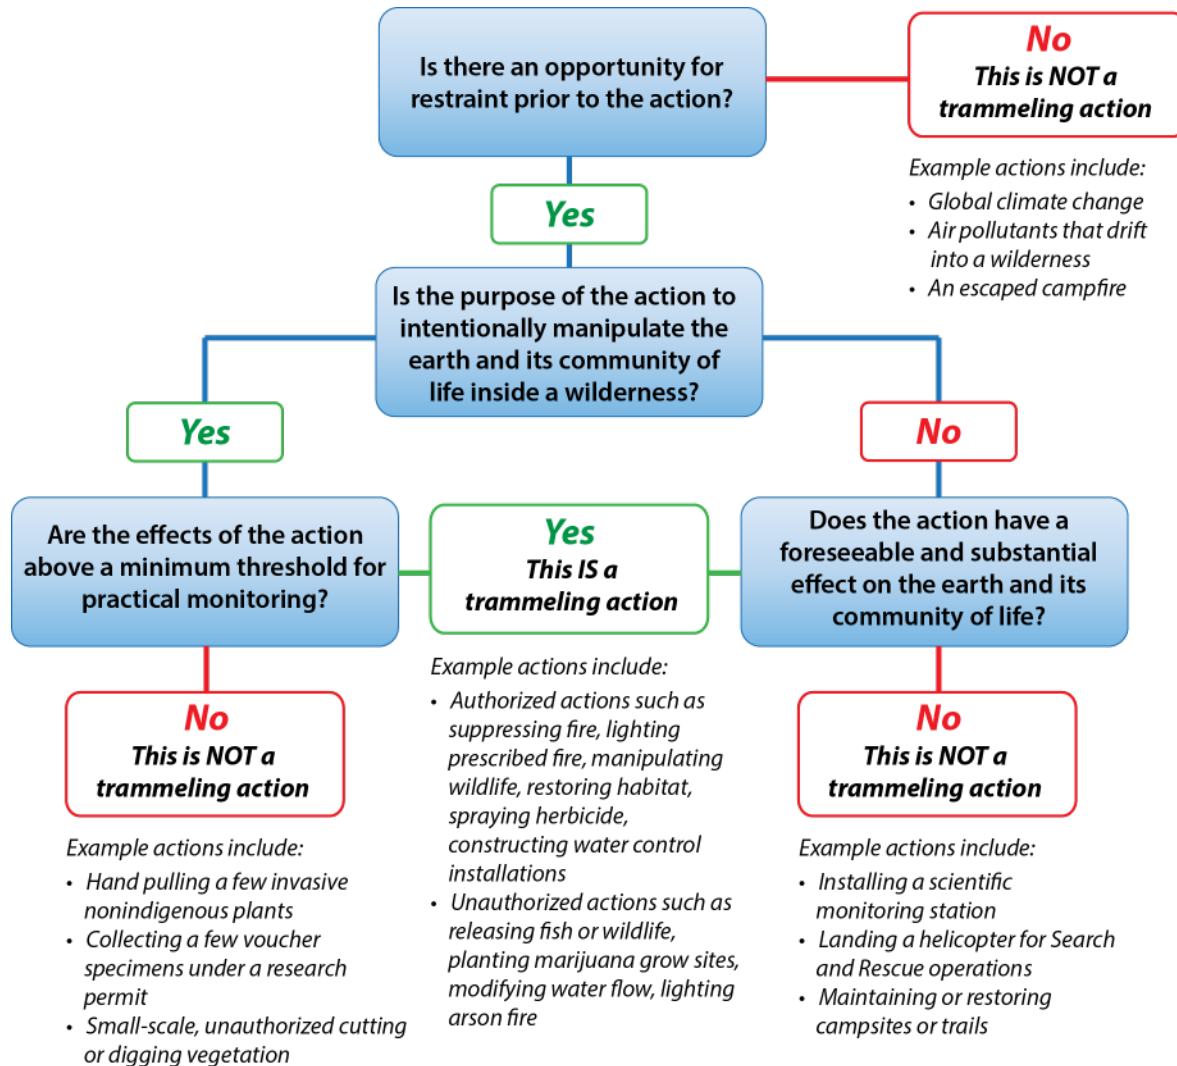 Is there an opportunity for
restraint prior to the action?
No
This is NOT a
trammeling action
Example actions include:
• Global climate change
• Air pollutants that drift
into a wilderness
• An escaped campfire
Yes
Is the purpose of the action to
intentionally manipulate the
earth and its community of
life inside a wilderness?
Yes
No
Are the effects of the action
above a minimum threshold for
practical monitoring?
Yes
This IS a
trammeling action
Does the action have a
foreseeable and substantial
effect on the earth and its
community of life?
No
This is NOT a
trammeling action
Example actions include:
• Hand pulling a few invasive
nonindigenous plants
• Collecting a few voucher
specimens under a research
permit
• Small-scale, unauthorized cutting
or digging vegetation
Example actions include:
• Authorized actions such as
suppressing fire, lighting
prescribed fire, manipulating
wildlife, restoring habitat,
spraying herbicide,
constructing water control
installations
• Unauthorized actions such as
releasing fish or wildlife,
planting marijuana grow sites,
modifying water flow, lighting
arson fire
No
This is NOT a
trammeling action
Example actions include:
• Installing a scientific
monitoring station
• Landing a helicopter for Search
and Rescue operations
• Maintaining or restoring
campsites or trails